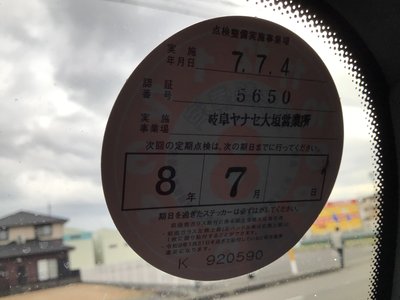 点検整備実施事業場
実施
年月日
7.7.4
認証
番号
5650
実施
事業場
岐阜ヤナセ大垣営業所
次回の定期点検は、次の期日までに行ってください。
8年
7月
日
期日を過ぎたステッカーは必ずはがしてください。
K 920590